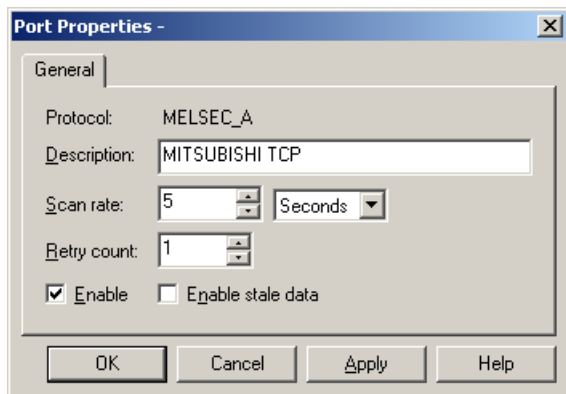 Port Properties -
General
Protocol: MELSEC_A
Description: MITSUBISHI TCP
Scan rate: 5 Seconds
Retry count: 1
Enable Enable stale data
OK Cancel Apply Help